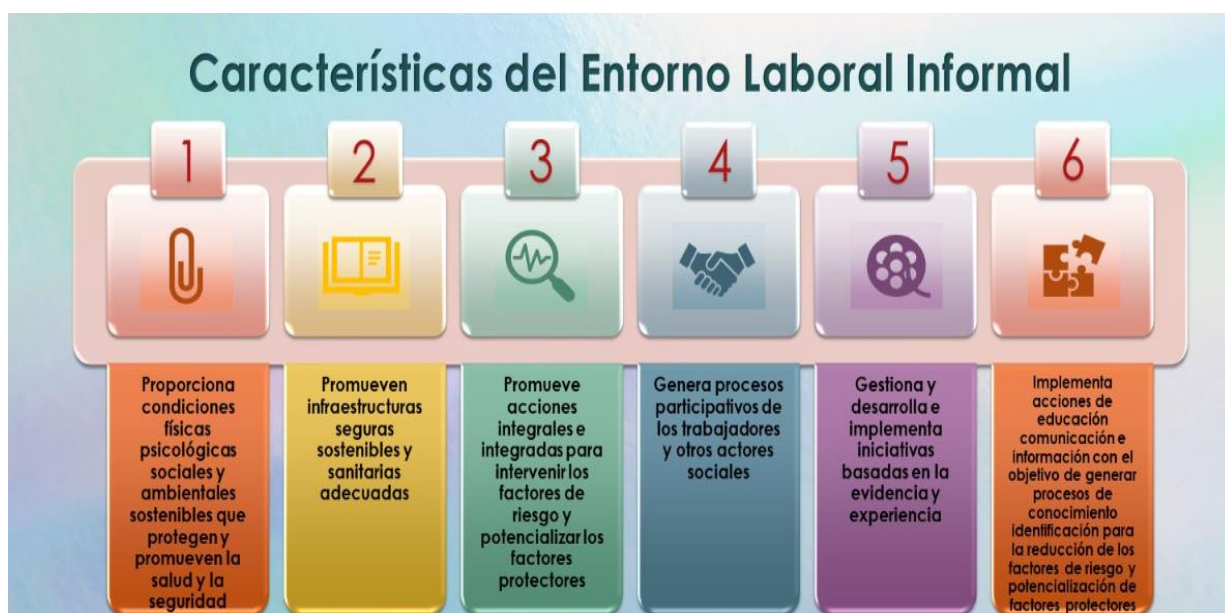 Características del Entorno Laboral Informal
1
Proporciona
condiciones
físicas
psicológicas
sociales y
ambientales
sostenibles que
protegen y
promueven la
salud y la
seguridad
2
Promueven
infraestructuras
seguras
sostenibles y
sanitarias
adecuadas
3
Promueve
acciones
integrales e
integradas para
intervenir los
factores de
riesgo y
potencializar los
factores
protectores
4
Genera procesos
participativos de
los trabajadores
y otros actores
sociales
5
Gestiona y
desarrolla e
implementa
iniciativas
basadas en la
evidencia y
experiencia
6
Implementa
acciones de
educación
comunicación e
información con el
objetivo de generar
procesos de
conocimiento
identificación para
la reducción de los
factores de riesgo y
potencialización de
factores protectores